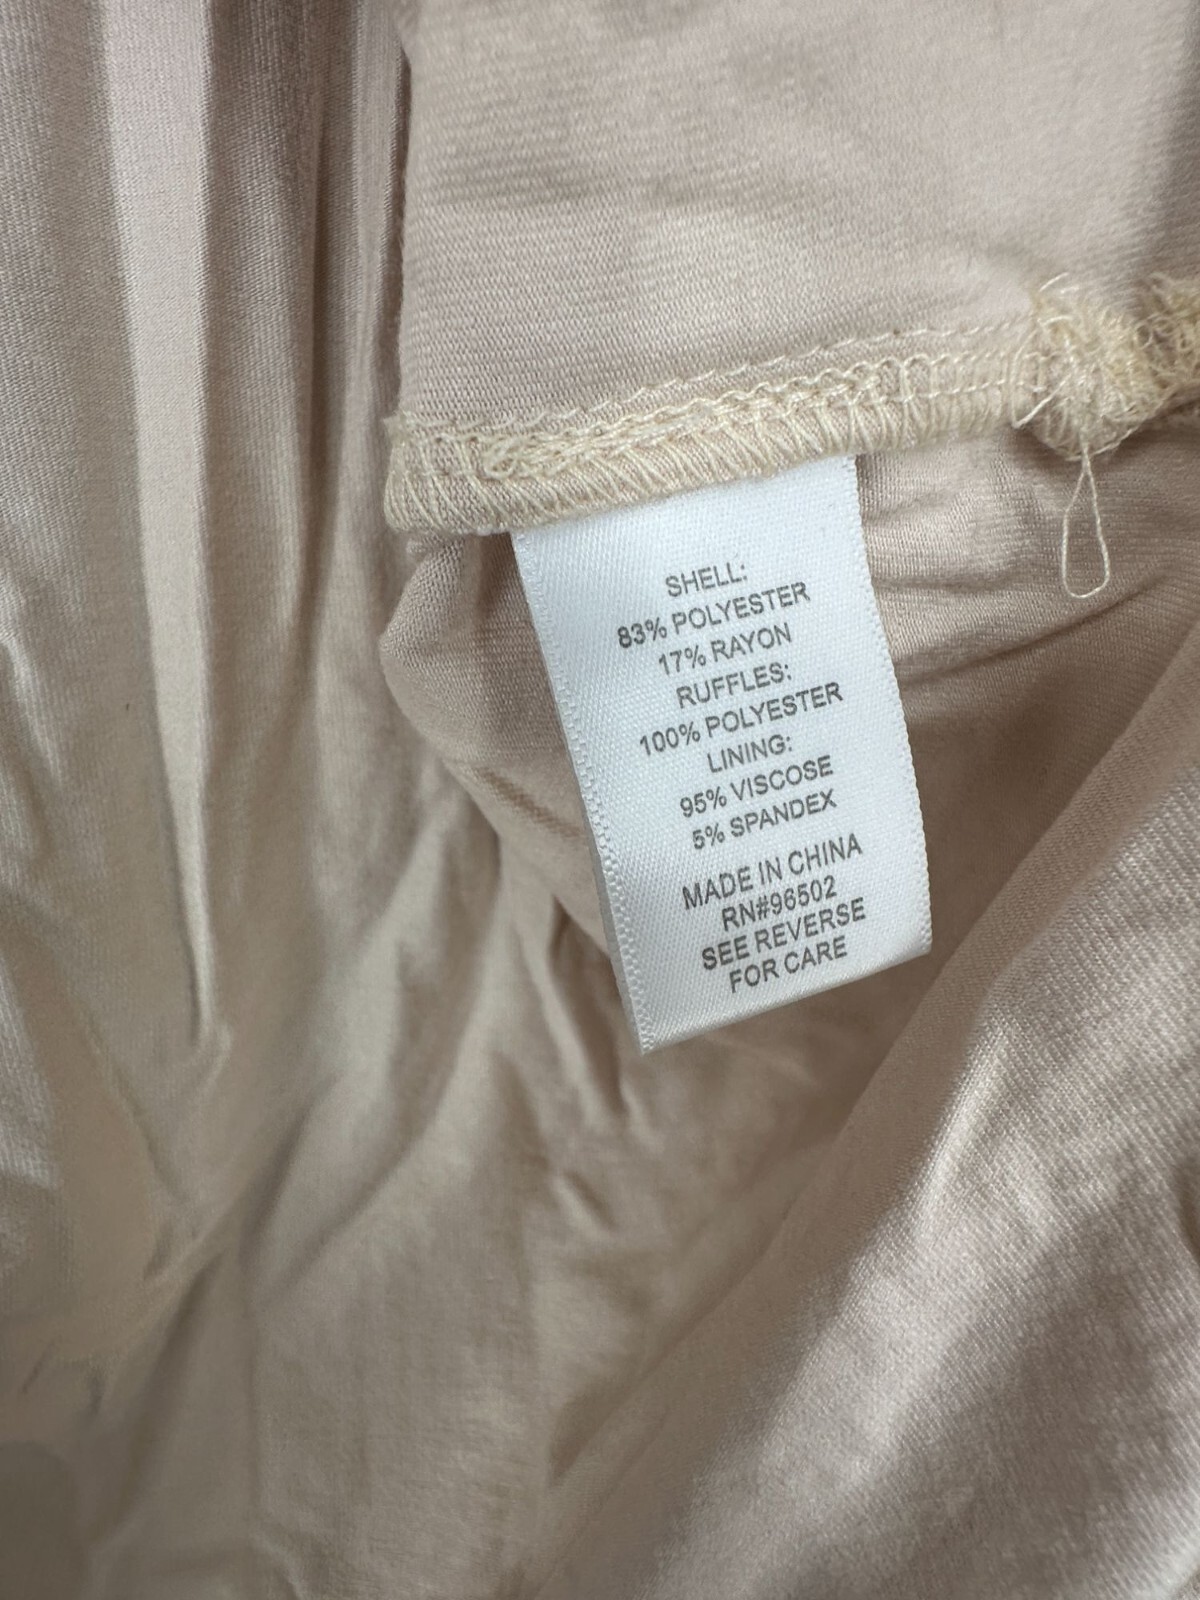 SHELL:
83% POLYESTER
17% RAYON
RUFFLES:
100% POLYESTER
LINING:
95% VISCOSE
5% SPANDEX
MADE IN CHINA
RN#96502
SEE REVERSE
FOR CARE